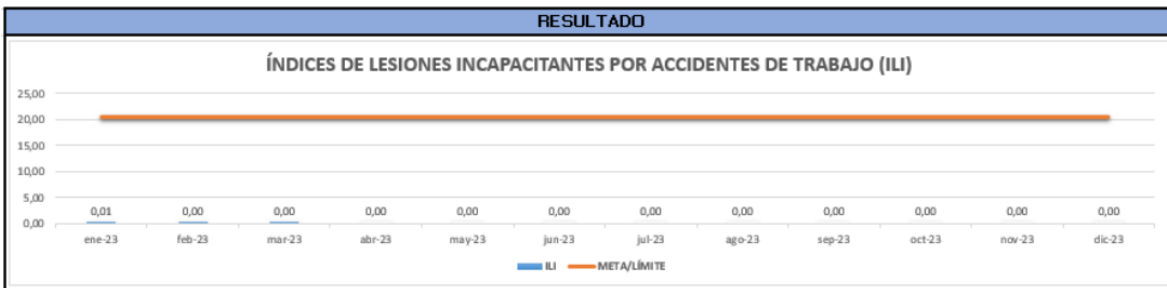 RESULTADO
ÍNDICES DE LESIONES INCAPACITANTES POR ACCIDENTES DE TRABAJO (ILI)
25,00
20,00
15,00
10,00
5,00
0,00
0,01 0,00 0,00 0,00 0,00 0,00 0,00 0,00 0,00 0,00 0,00 0,00
ene-23 feb-23 mar-23 abr-23 may-23 jun-23 jul-23 ago-23 sep-23 oct-23 nov-23 dic-23
ILI META/LÍMITE